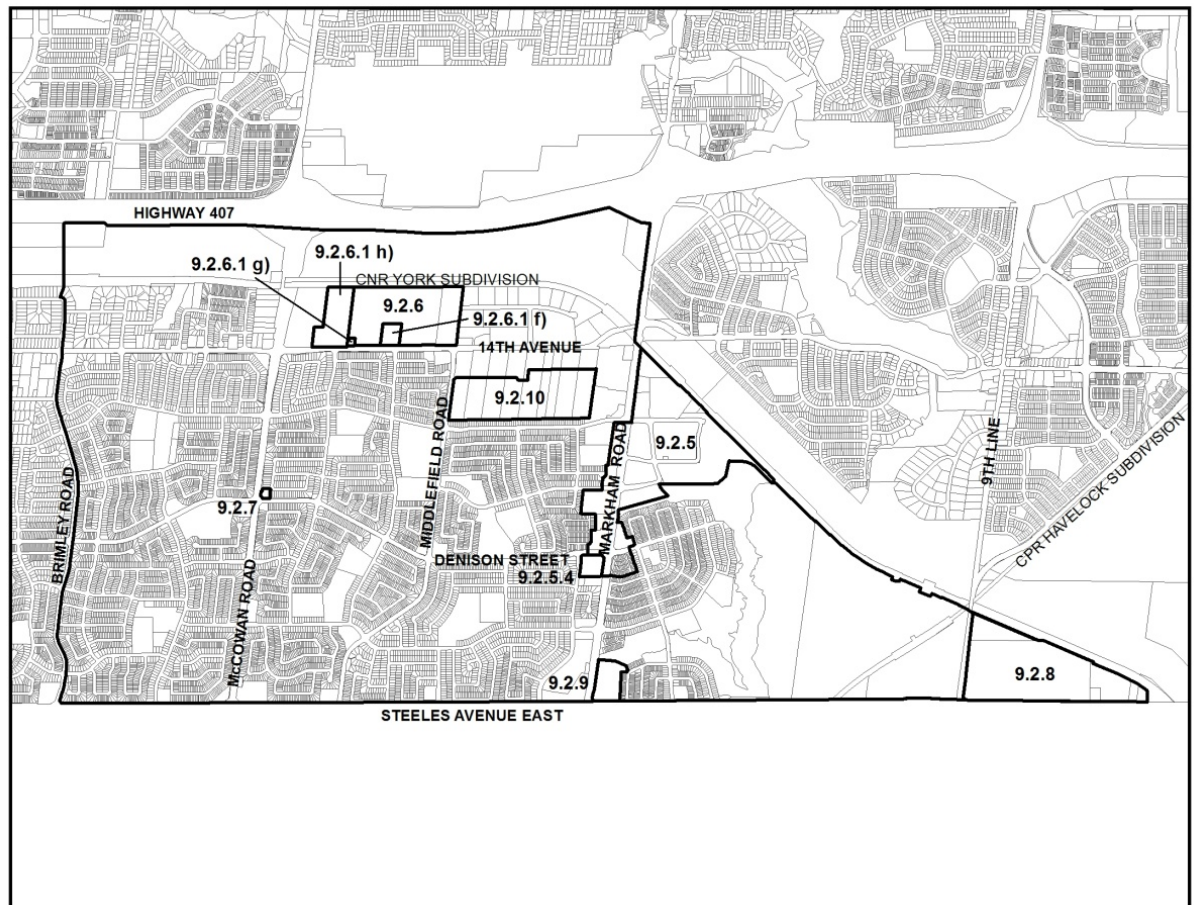 HIGHWAY 407
9.2.6.1 h)
9.2.6.1 g)
CNR YORK SUBDIVISION
9.2.6
9.2.6.1 f)
14TH AVENUE
9.2.10
MIDDLEFIELD ROAD
9.2.5
MARKHAM ROAD
9TH LINE
CPR HAVELOCK SUBDIVISION
BRIMLEY ROAD
9.2.7
McCOWAN ROAD
DENISON STREET
9.2.5.4
9.2.9
9.2.8
STEELES AVENUE EAST